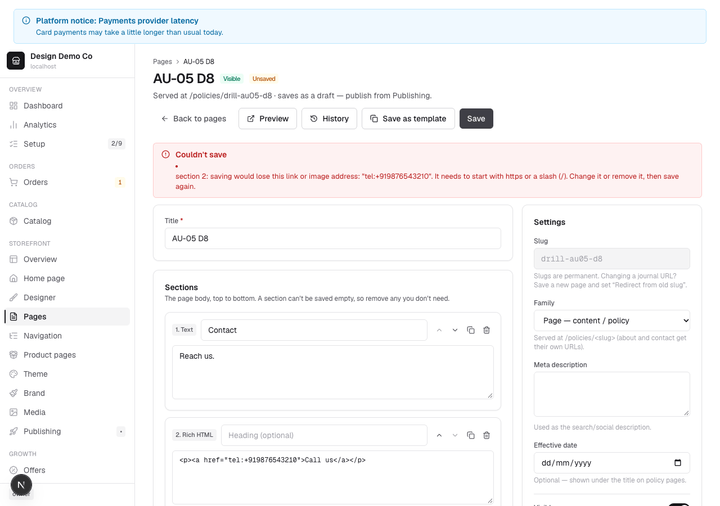 Platform notice: Payments provider latency
Card payments may take a little longer than usual today.
Design Demo Co
localhost
OVERVIEW
Dashboard
Analytics
Setup 2/9
ORDERS
Orders 1
CATALOG
Catalog
STOREFRONT
Overview
Home page
Designer
Pages
Navigation
Product pages
Theme
Brand
Media
Publishing
GROWTH
Offers
N
Pages › AU-05 D8
AU-05 D8 Visible Unsaved
Served at /policies/drill-au05-d8 · saves as a draft — publish from Publishing.
Back to pages Preview History Save as template Save
Couldn't save
•
section 2: saving would lose this link or image address: "tel:+919876543210". It needs to start with https or a slash (/). Change it or remove it, then save
again.
Title *
AU-05 D8
Sections
The page body, top to bottom. A section can't be saved empty, so remove any you don't need.
1. Text Contact
Reach us.
2. Rich HTML Heading (optional)
<p><a href="tel:+919876543210">Call us</a></p>
Settings
Slug
drill-au05-d8
Slugs are permanent. Changing a journal URL?
Save a new page and set "Redirect from old slug".
Family
Page — content / policy
Served at /policies/<slug> (about and contact get
their own URLs).
Meta description
Used as the search/social description.
Effective date
dd/mm/yyyy
Optional — shown under the title on policy pages.